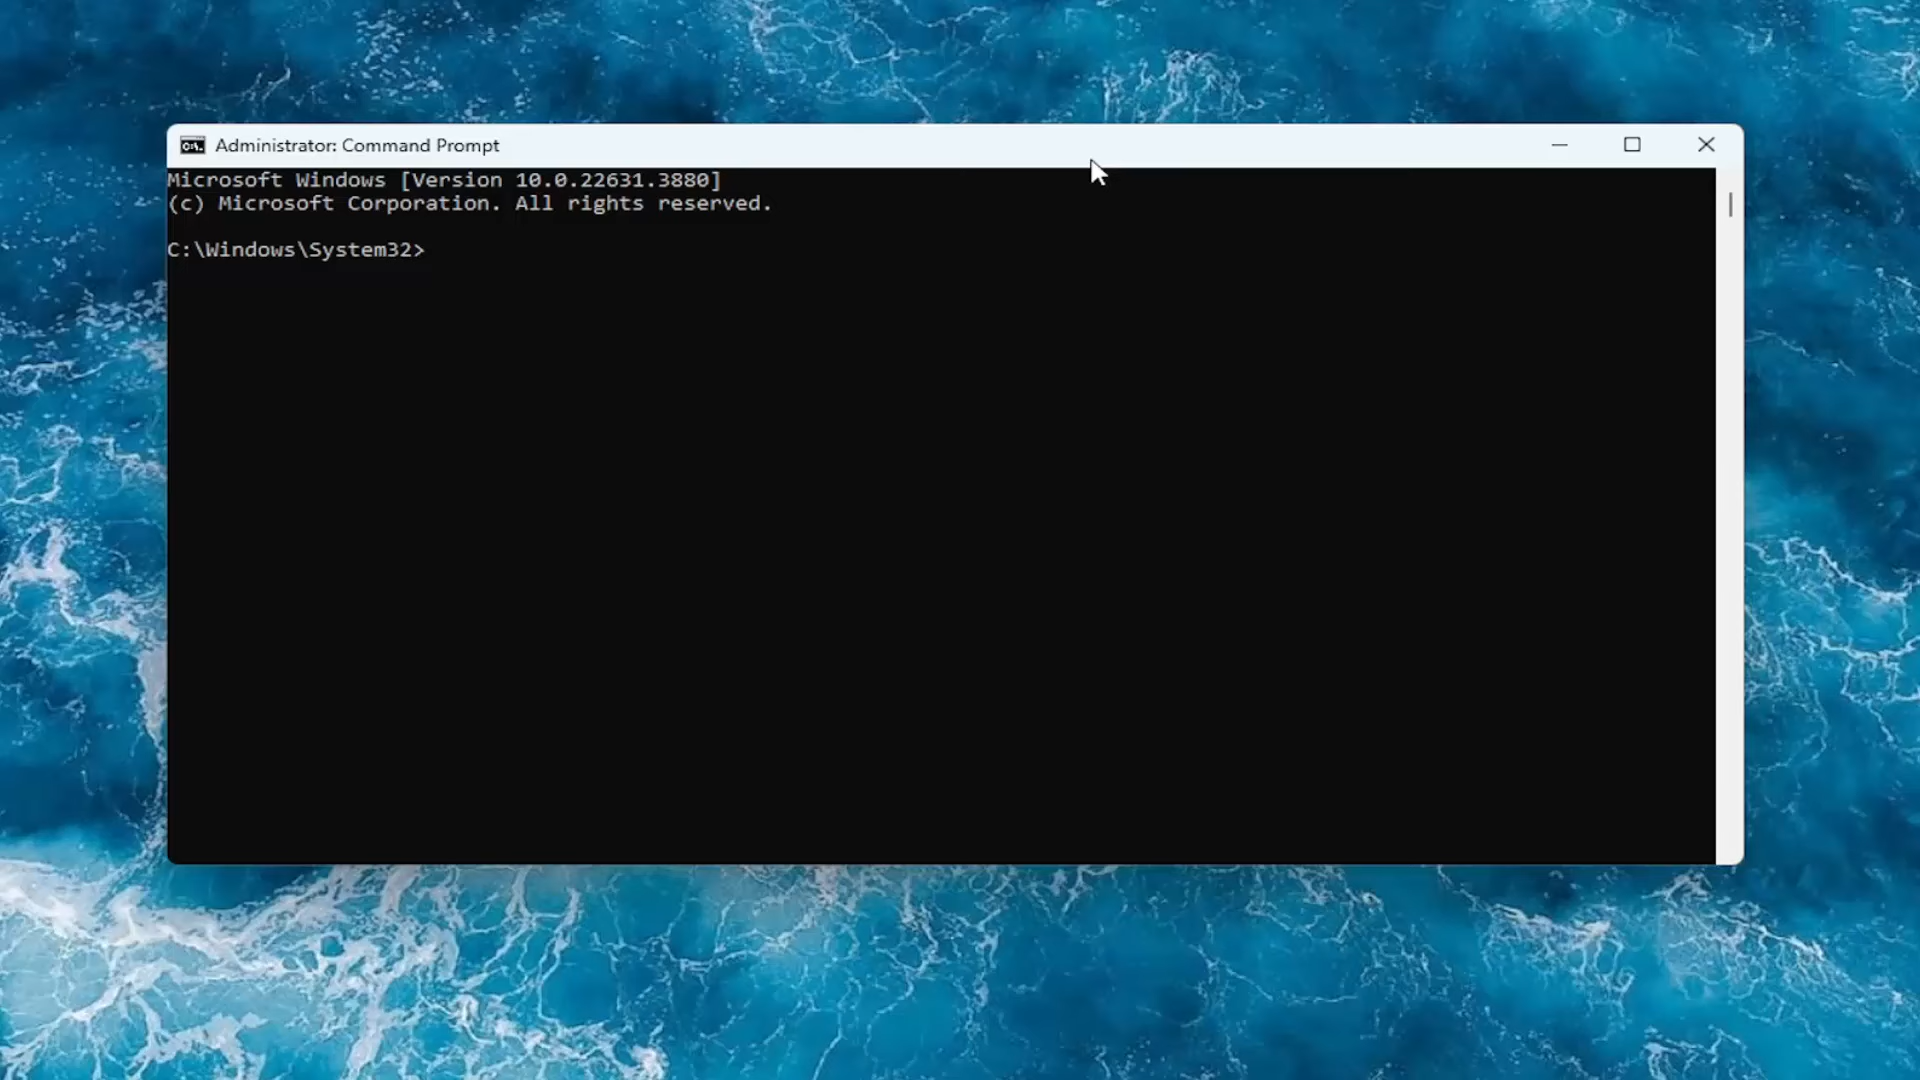 Administrator: Command Prompt
Microsoft Windows [Version 10.0.22631.3880]
(c) Microsoft Corporation. All rights reserved.
C:\Windows\System32>